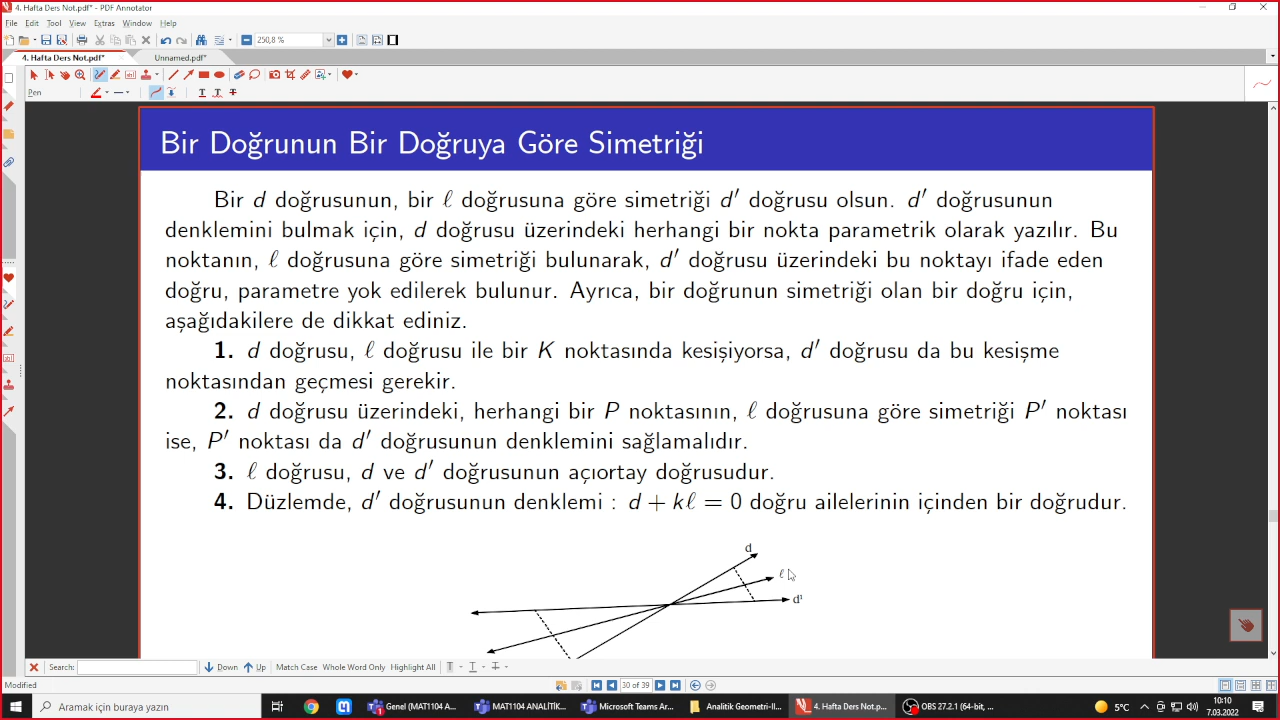 4. Hafta Ders Not.pdf* - PDF Annotator
File Edit Tool View Extras Window Help
250,8 %
4. Hafta Ders Not.pdf* Unnamed.pdf*
Pen
Bir Doğrunun Bir Doğruya Göre Simetriği
Bir d doğrusunun, bir ℓ doğrusuna göre simetriği d′ doğrusu olsun. d′ doğrusunun
denklemini bulmak için, d doğrusu üzerindeki herhangi bir nokta parametrik olarak yazılır. Bu
noktanın, ℓ doğrusuna göre simetriği bulunarak, d′ doğrusu üzerindeki bu noktayı ifade eden
doğru, parametre yok edilerek bulunur. Ayrıca, bir doğrunun simetriği olan bir doğru için,
aşağıdakilere de dikkat ediniz.
1. d doğrusu, ℓ doğrusu ile bir K noktasında kesişiyorsa, d′ doğrusu da bu kesişme
noktasından geçmesi gerekir.
2. d doğrusu üzerindeki, herhangi bir P noktasının, ℓ doğrusuna göre simetriği P′ noktası
ise, P′ noktası da d′ doğrusunun denklemini sağlamalıdır.
3. ℓ doğrusu, d ve d′ doğrusunun açıortay doğrusudur.
4. Düzlemde, d′ doğrusunun denklemi : d + kℓ = 0 doğru ailelerinin içinden bir doğrudur.
d
ℓ
d'
Search: Down Up Match Case Whole Word Only Highlight All
Modified 30 of 39
Aramak için buraya yazın Genel (MAT1104 A... MAT1104 ANALİTİK... Microsoft Teams Ar... Analitik Geometri-II... 4. Hafta Ders Not.p... OBS 27.2.1 (64-bit, ... 5°C 10:10
7.03.2022